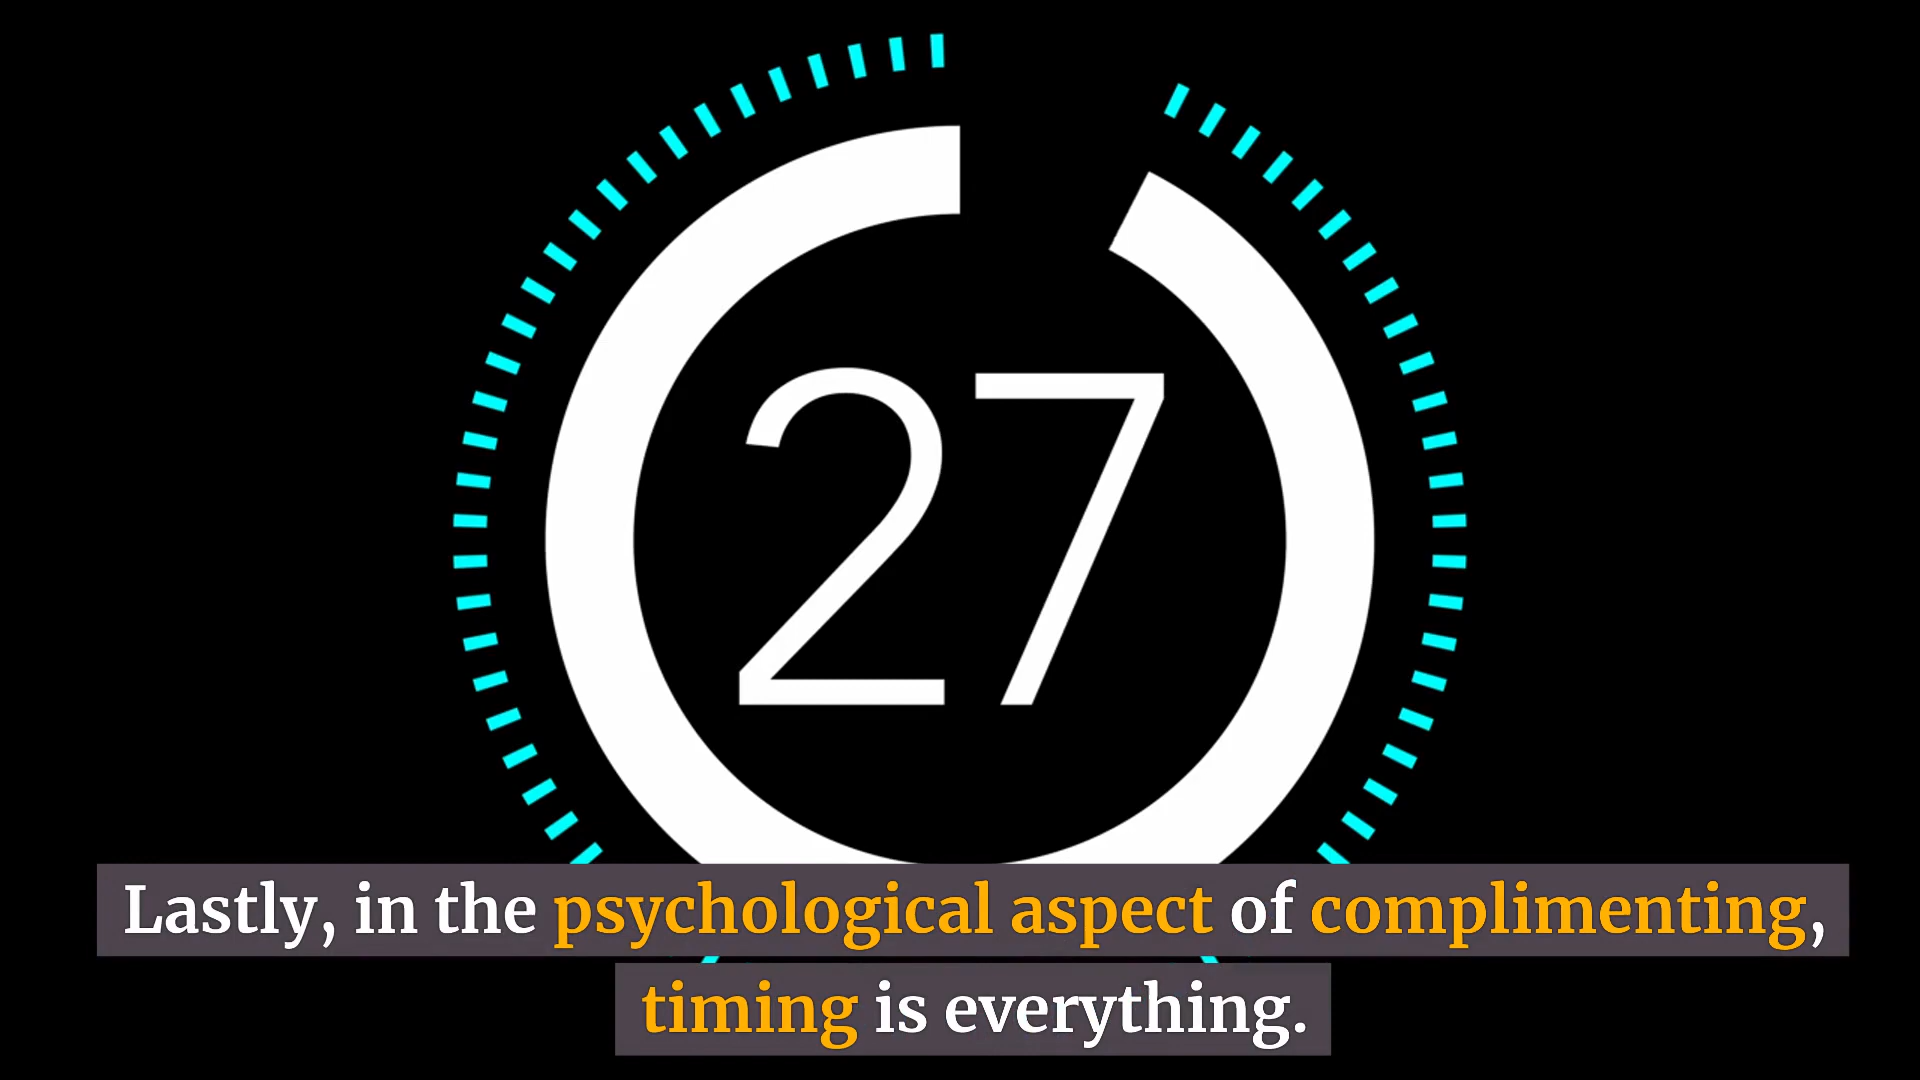 27
Lastly, in the psychological aspect of complimenting,
timing is everything.